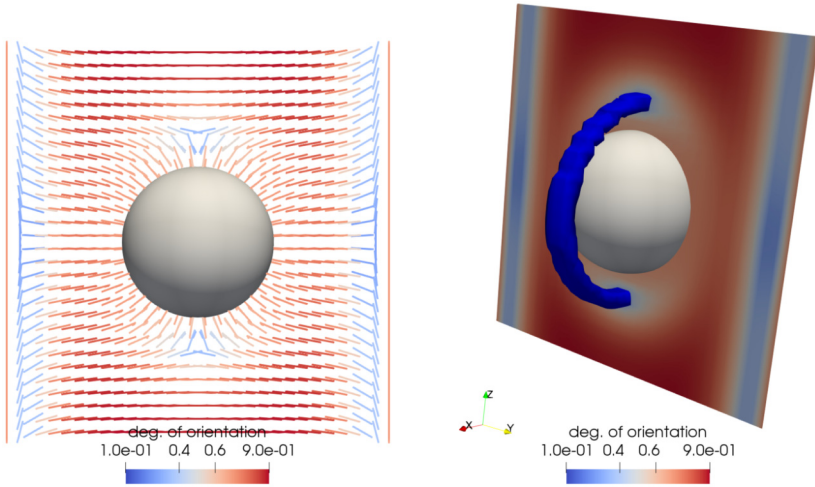 deg. of orientation
1.0e-01 0.4 0.6 9.0e-01
Z
X
Y
deg. of orientation
1.0e-01 0.4 0.6 9.0e-01